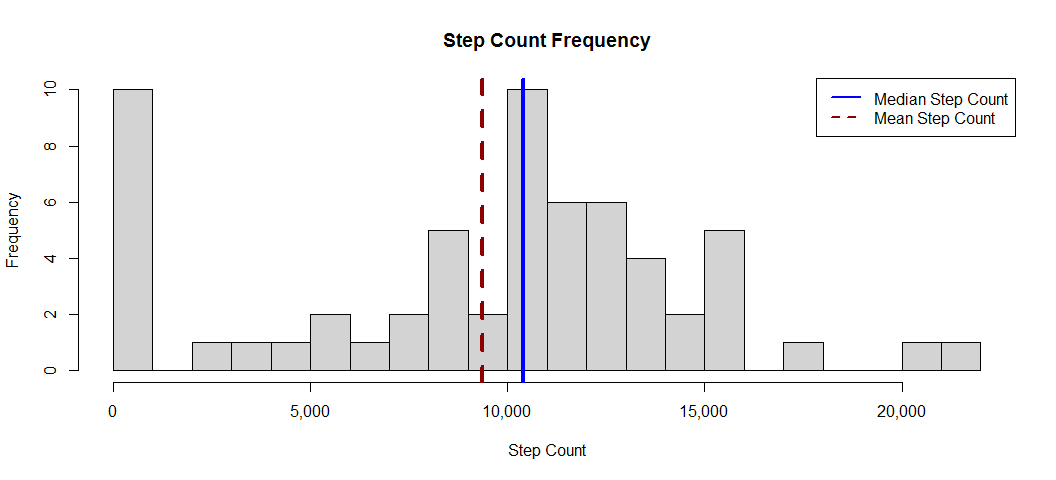 Step Count Frequency
Median Step Count
Mean Step Count
Frequency
10
8
6
4
2
0
0 5,000 10,000 15,000 20,000
Step Count